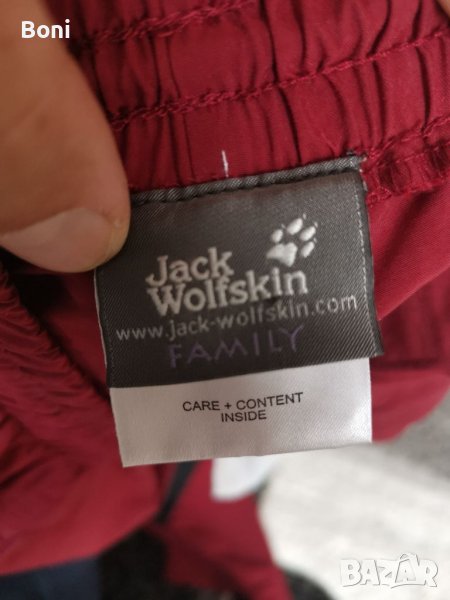 Boni
Jack
Wolfskin
www.jack-wolfskin.com
FAMILY
CARE + CONTENT
INSIDE
BAZAR